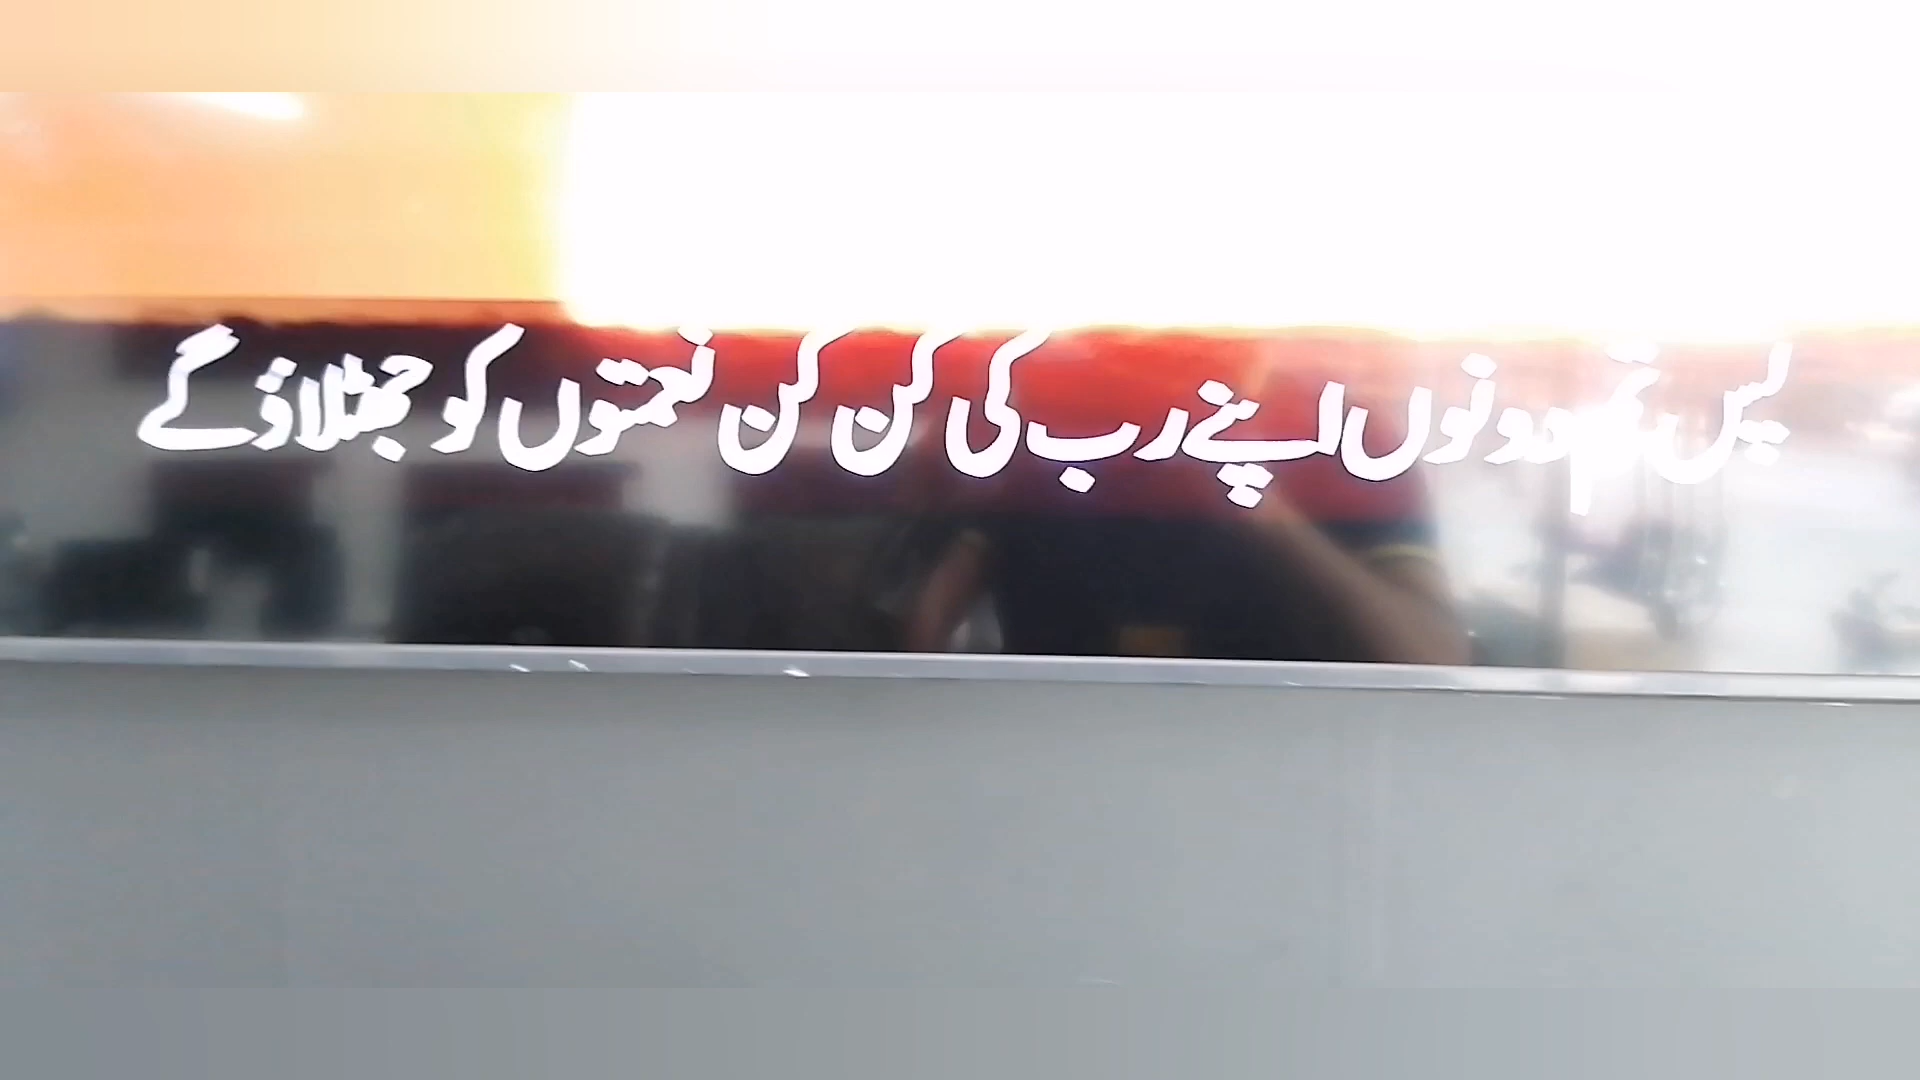 پس تم دونوں اپنے رب کی کن کن نعمتوں کو جھٹلاؤ گے